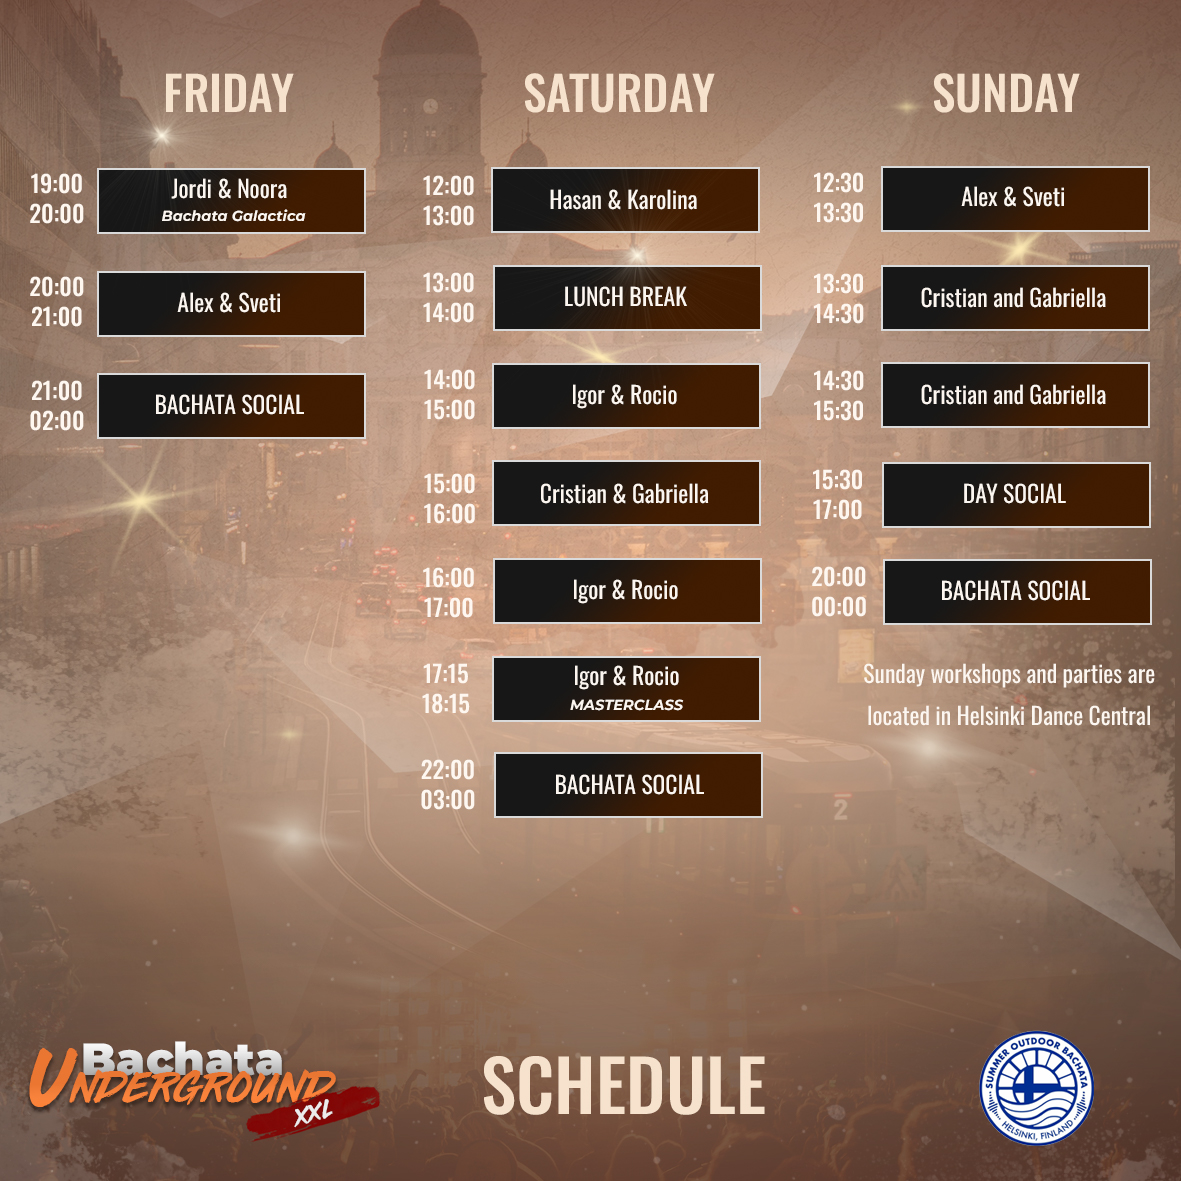 FRIDAY
19:00
20:00
Jordi & Noora
Bachata Galactica
20:00
21:00
Alex & Sveti
21:00
02:00
BACHATA SOCIAL
SATURDAY
12:00
13:00
Hasan & Karolina
13:00
14:00
LUNCH BREAK
14:00
15:00
Igor & Rocio
15:00
16:00
Cristian & Gabriella
16:00
17:00
Igor & Rocio
17:15
18:15
Igor & Rocio
MASTERCLASS
22:00
03:00
BACHATA SOCIAL
SUNDAY
12:30
13:30
Alex & Sveti
13:30
14:30
Cristian and Gabriella
14:30
15:30
Cristian and Gabriella
15:30
17:00
DAY SOCIAL
20:00
00:00
BACHATA SOCIAL
Sunday workshops and parties are
located in Helsinki Dance Central
2
Bachata
UNDERGROUND
XXL
SCHEDULE
SUMMER OUTDOOR BACHATA
HELSINKI, FINLAND